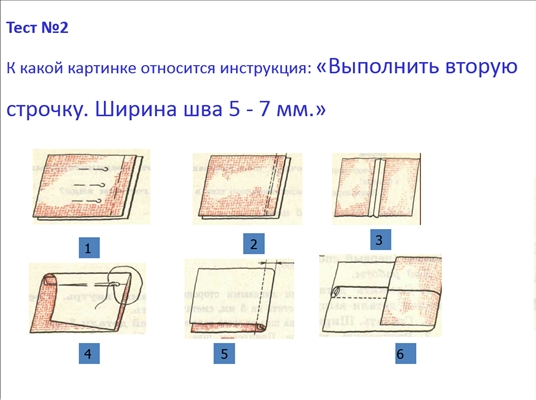 Тест №2
К какой картинке относится инструкция: «Выполнить вторую
строчку. Ширина шва 5 - 7 мм.»
1
2
3
4
5
6